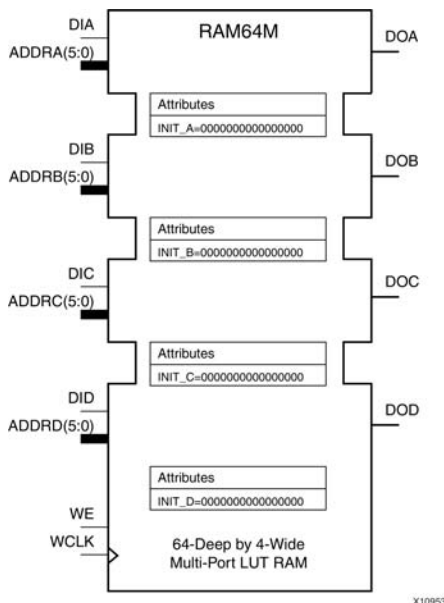 RAM64M
DIA
ADDRA(5:0)
DOA
Attributes
INIT_A=0000000000000000
DIB
ADDRB(5:0)
DOB
Attributes
INIT_B=0000000000000000
DIC
ADDRC(5:0)
DOC
Attributes
INIT_C=0000000000000000
DID
ADDRD(5:0)
DOD
Attributes
INIT_D=0000000000000000
WE
WCLK
64-Deep by 4-Wide
Multi-Port LUT RAM